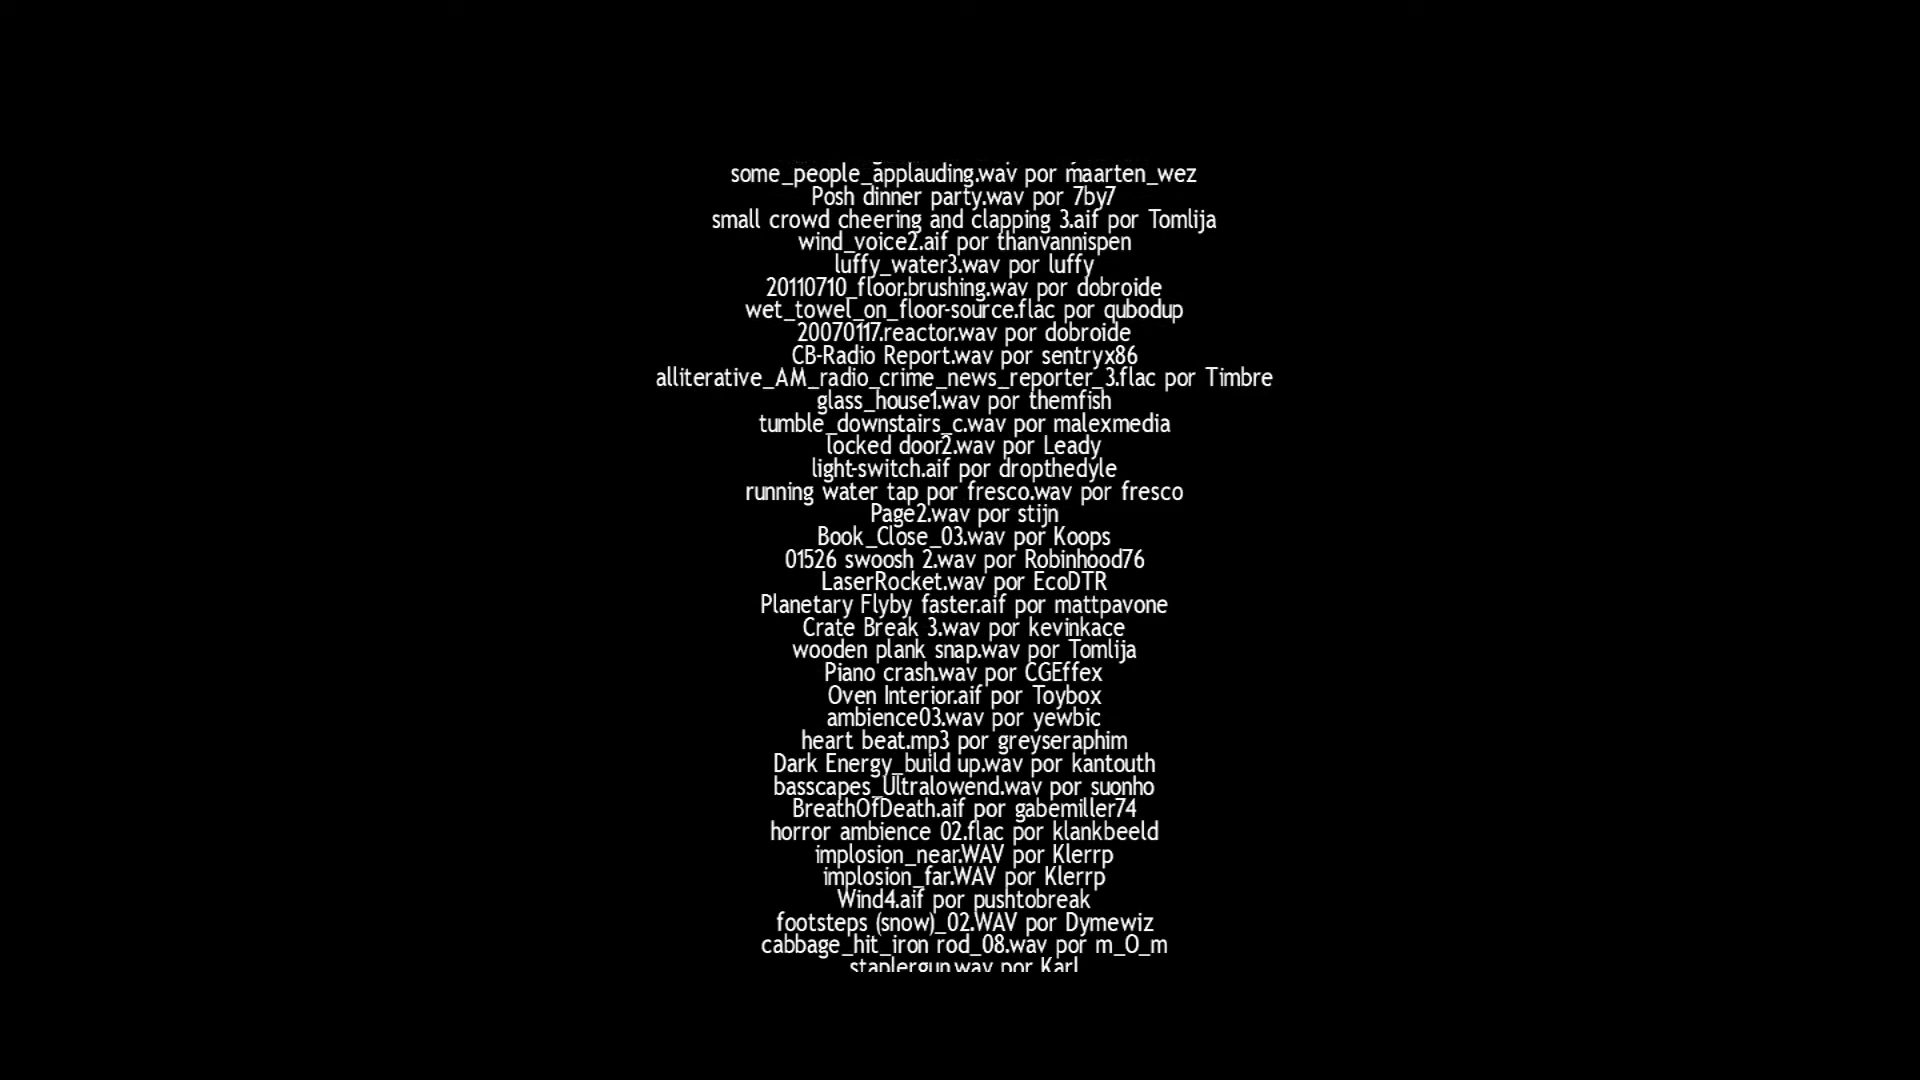 some_people_applauding.wav por maarten_wez
Posh dinner party.wav por 7by7
small crowd cheering and clapping 3.aif por Tomlija
wind_voice2.aif por thanvannispen
luffy_water3.wav por luffy
20110710_floor.brushing.wav por dobroide
wet_towel_on_floor-source.flac por qubodup
20070117.reactor.wav por dobroide
CB-Radio Report.wav por sentryx86
alliterative_AM_radio_crime_news_reporter_3.flac por Timbre
glass_house1.wav por themfish
tumble_downstairs_c.wav por malexmedia
locked door2.wav por Leady
light-switch.aif por dropthedyle
running water tap por fresco.wav por fresco
Page2.wav por stijn
Book_Close_03.wav por Koops
01526 swoosh 2.wav por Robinhood76
LaserRocket.wav por EcoDTR
Planetary Flyby faster.aif por mattpavone
Crate Break 3.wav por kevinkace
wooden plank snap.wav por Tomlija
Piano crash.wav por CGEffex
Oven Interior.aif por Toybox
ambience03.wav por yewbic
heart beat.mp3 por greyseraphim
Dark Energy_build up.wav por kantouth
basscapes_Ultralowend.wav por suonho
BreathOfDeath.aif por gabemiller74
horror ambience 02.flac por klankbeeld
implosion_near.WAV por Klerrp
implosion_far.WAV por Klerrp
Wind4.aif por pushtobreak
footsteps (snow)_02.WAV por Dymewiz
cabbage_hit_iron rod_08.wav por m_O_m
staplergun.wav por Karl